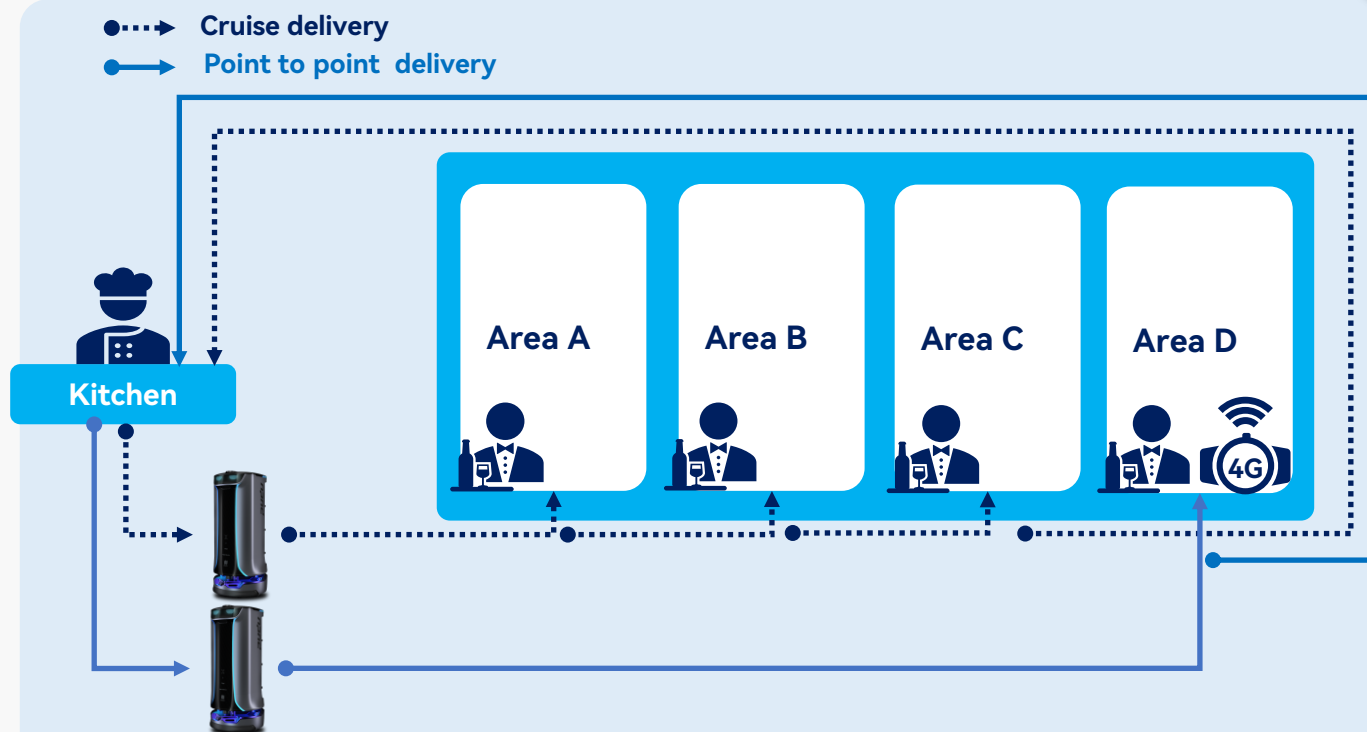 Cruise delivery
Point to point delivery
Area A
Area B
Area C
Area D
Kitchen
4G